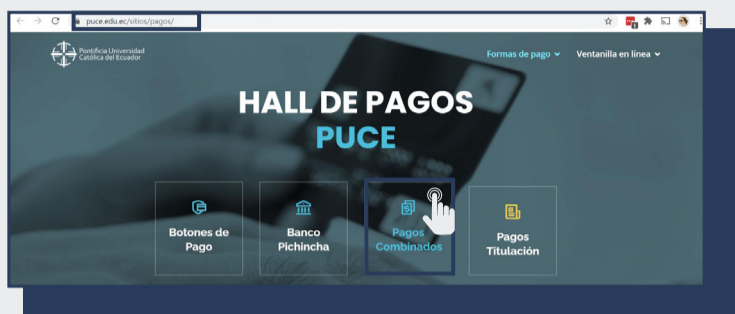 puce.edu.ec/sitios/pagos/
Pontificia Universidad
Católica del Ecuador
Formas de pago
Ventanilla en línea
HALL DE PAGOS
PUCE
Botones de
Pago
Banco
Pichincha
Pagos
Combinados
Pagos
Titulación